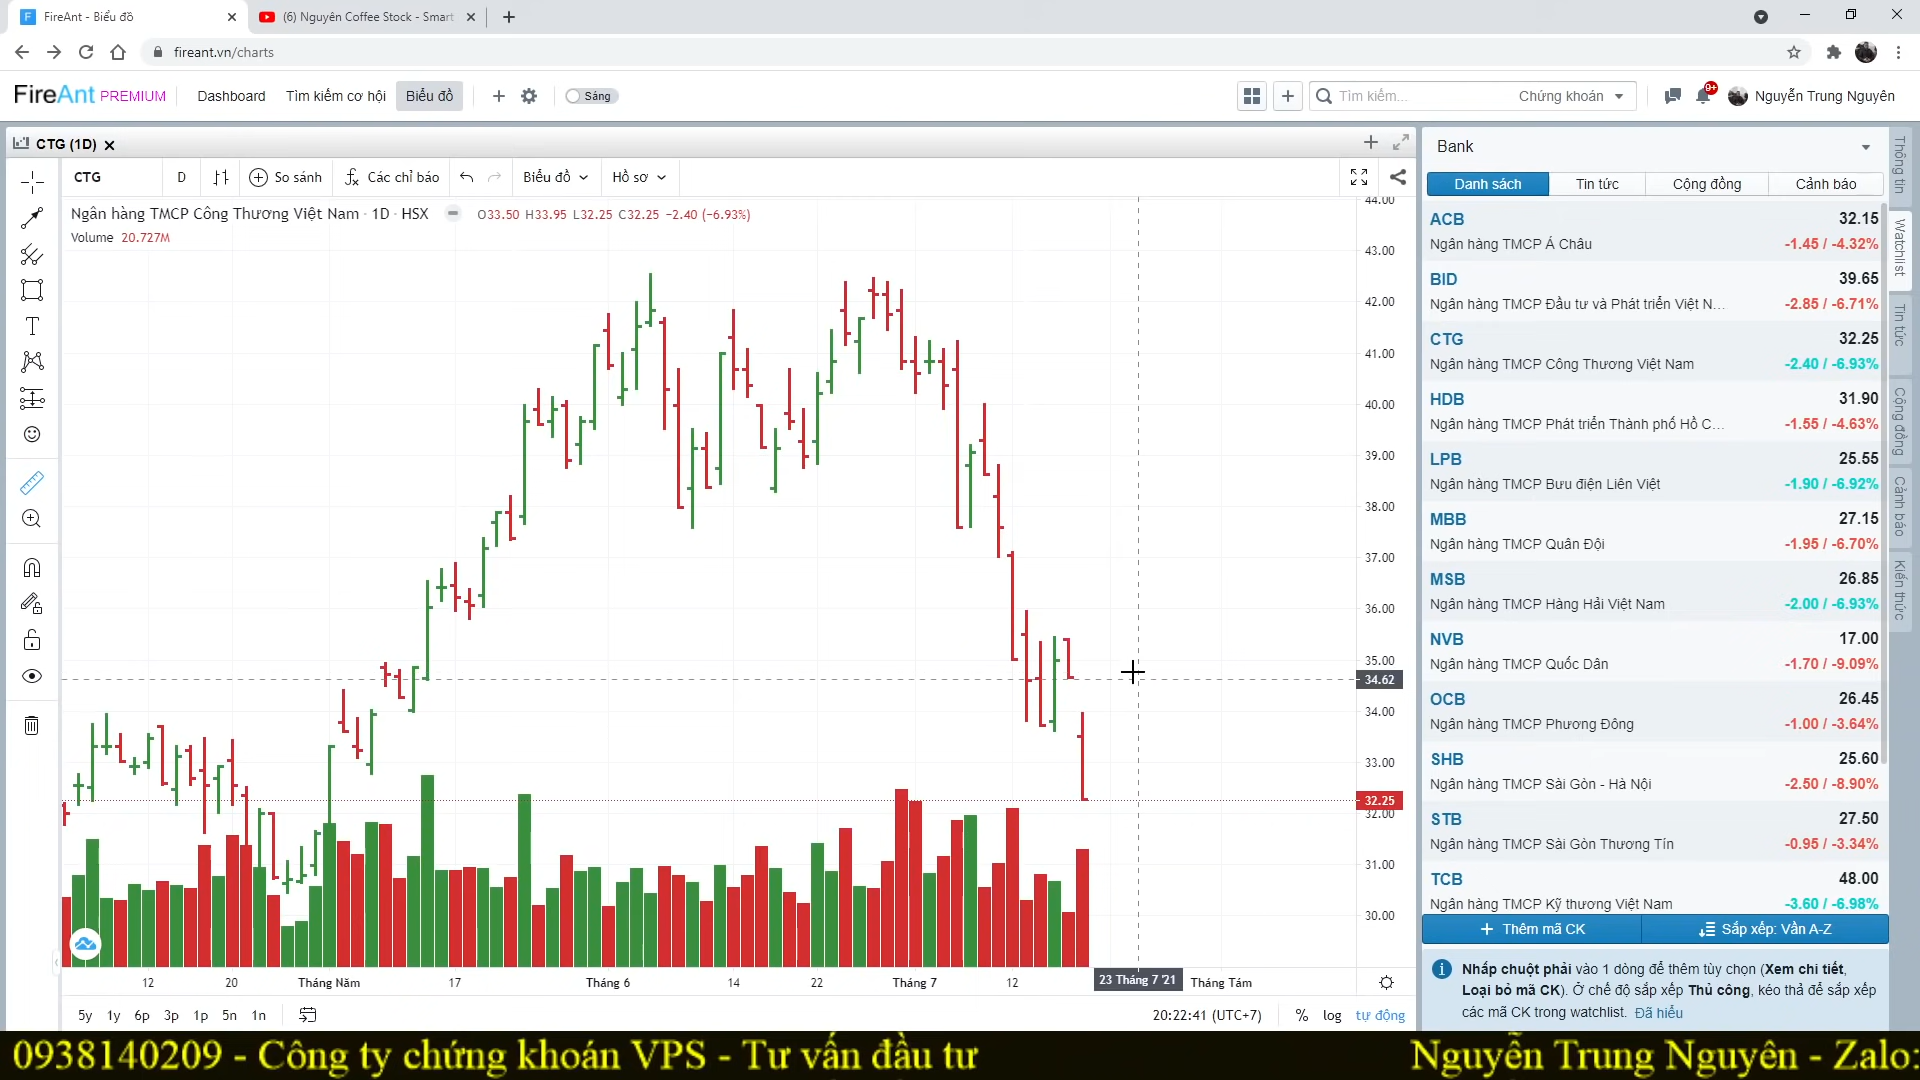 FireAnt - Biểu đồ
(6) Nguyên Coffee Stock - Smart
fireant.vn/charts
FireAnt PREMIUM
Dashboard
Tìm kiếm cơ hội
Biểu đồ
Sáng
Tìm kiếm...
Chứng khoán
9+
Nguyễn Trung Nguyên
CTG (1D)
CTG
D
So sánh
Các chỉ báo
Biểu đồ
Hồ sơ
Ngân hàng TMCP Công Thương Việt Nam · 1D · HSX
O33.50 H33.95 L32.25 C32.25 −2.40 (−6.93%)
Volume 20.727M
44.00
43.00
42.00
41.00
40.00
39.00
38.00
37.00
36.00
35.00
34.62
34.00
33.00
32.25
32.00
31.00
30.00
12
20
Tháng Năm
17
Tháng 6
14
22
Tháng 7
12
23 Tháng 7 '21
Tháng Tám
5y 1y 6p 3p 1p 5n 1n
20:22:41 (UTC+7)
% log tự động
Bank
Danh sách
Tin tức
Cộng đồng
Cảnh báo
ACB 32.15
Ngân hàng TMCP Á Châu -1.45 / -4.32%
BID 39.65
Ngân hàng TMCP Đầu tư và Phát triển Việt N... -2.85 / -6.71%
CTG 32.25
Ngân hàng TMCP Công Thương Việt Nam -2.40 / -6.93%
HDB 31.90
Ngân hàng TMCP Phát triển Thành phố Hồ C... -1.55 / -4.63%
LPB 25.55
Ngân hàng TMCP Bưu điện Liên Việt -1.90 / -6.92%
MBB 27.15
Ngân hàng TMCP Quân Đội -1.95 / -6.70%
MSB 26.85
Ngân hàng TMCP Hàng Hải Việt Nam -2.00 / -6.93%
NVB 17.00
Ngân hàng TMCP Quốc Dân -1.70 / -9.09%
OCB 26.45
Ngân hàng TMCP Phương Đông -1.00 / -3.64%
SHB 25.60
Ngân hàng TMCP Sài Gòn - Hà Nội -2.50 / -8.90%
STB 27.50
Ngân hàng TMCP Sài Gòn Thương Tín -0.95 / -3.34%
TCB 48.00
Ngân hàng TMCP Kỹ thương Việt Nam -3.60 / -6.98%
Thêm mã CK
Sắp xếp: Vần A-Z
Nhấp chuột phải vào 1 dòng để thêm tùy chọn (Xem chi tiết,
Loại bỏ mã CK). Ở chế độ sắp xếp Thủ công, kéo thả để sắp xếp
các mã CK trong watchlist. Đã hiểu
Thông tin
Watchlist
Tin tức
Cộng đồng
Cảnh báo
Kiến thức
0938140209 - Công ty chứng khoán VPS - Tư vấn đầu tư
Nguyễn Trung Nguyên - Zalo: